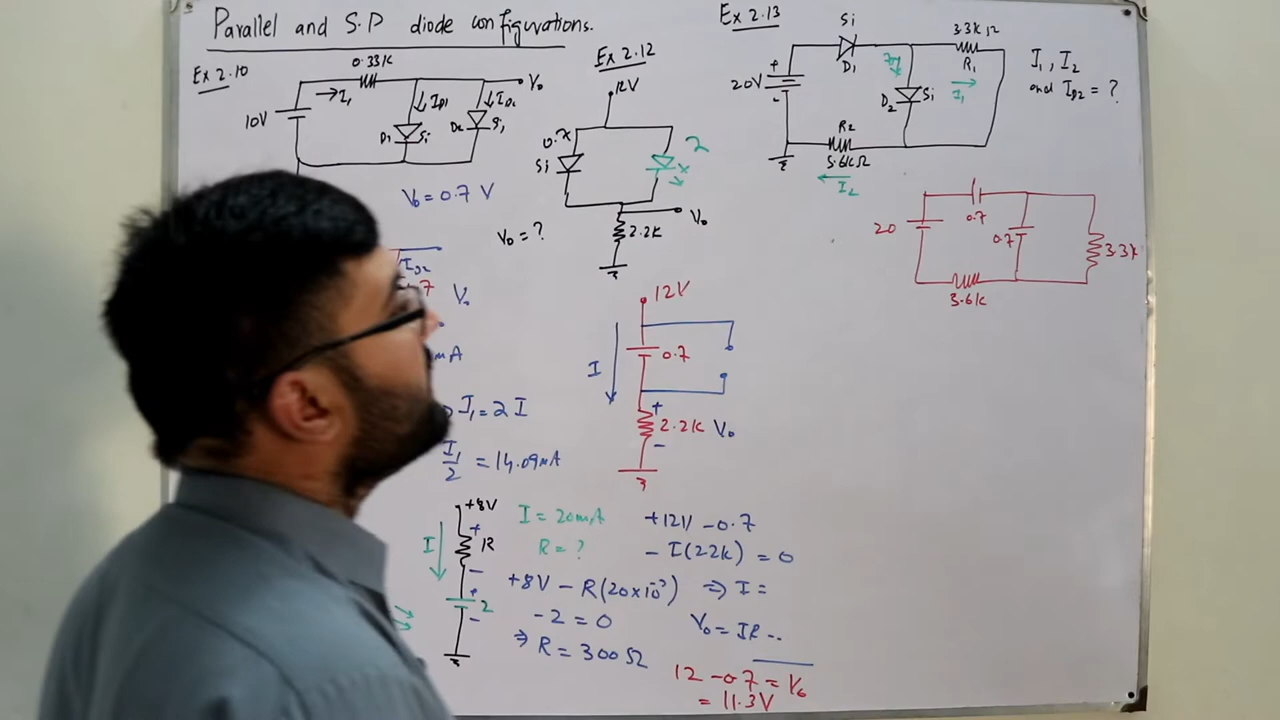 Parallel and S.P diode configurations.
Ex 2.10
0.33K
I1
ID1
ID2
Vo
10V
D1
Si
D2
Si
Vo = 0.7 V
ID2
7
Vo
mA
I1 = 2 I
I1/2 = 14.09mA
+8V
+
R
-
I
+
2
-
I = 20mA
R = ?
+8V - R(20x10⁻³)
- 2 = 0
⇒ R = 300 Ω
Ex 2.12
12V
0.7
Si
2
x
Vo
2.2K
Vo = ?
12V
0.7
I
+
2.2K
Vo
-
+12V - 0.7
- I(2.2K) = 0
⇒ I =
Vo = IR --
12 - 0.7 = Vo
= 11.3V
Ex 2.13
Si
D1
3.3K Ω
R1
20V
+
-
D2
Si
I1
R2
5.6KΩ
I2
I1, I2
and ID2 = ?
20
0.7
0.7
3.3K
5.6K